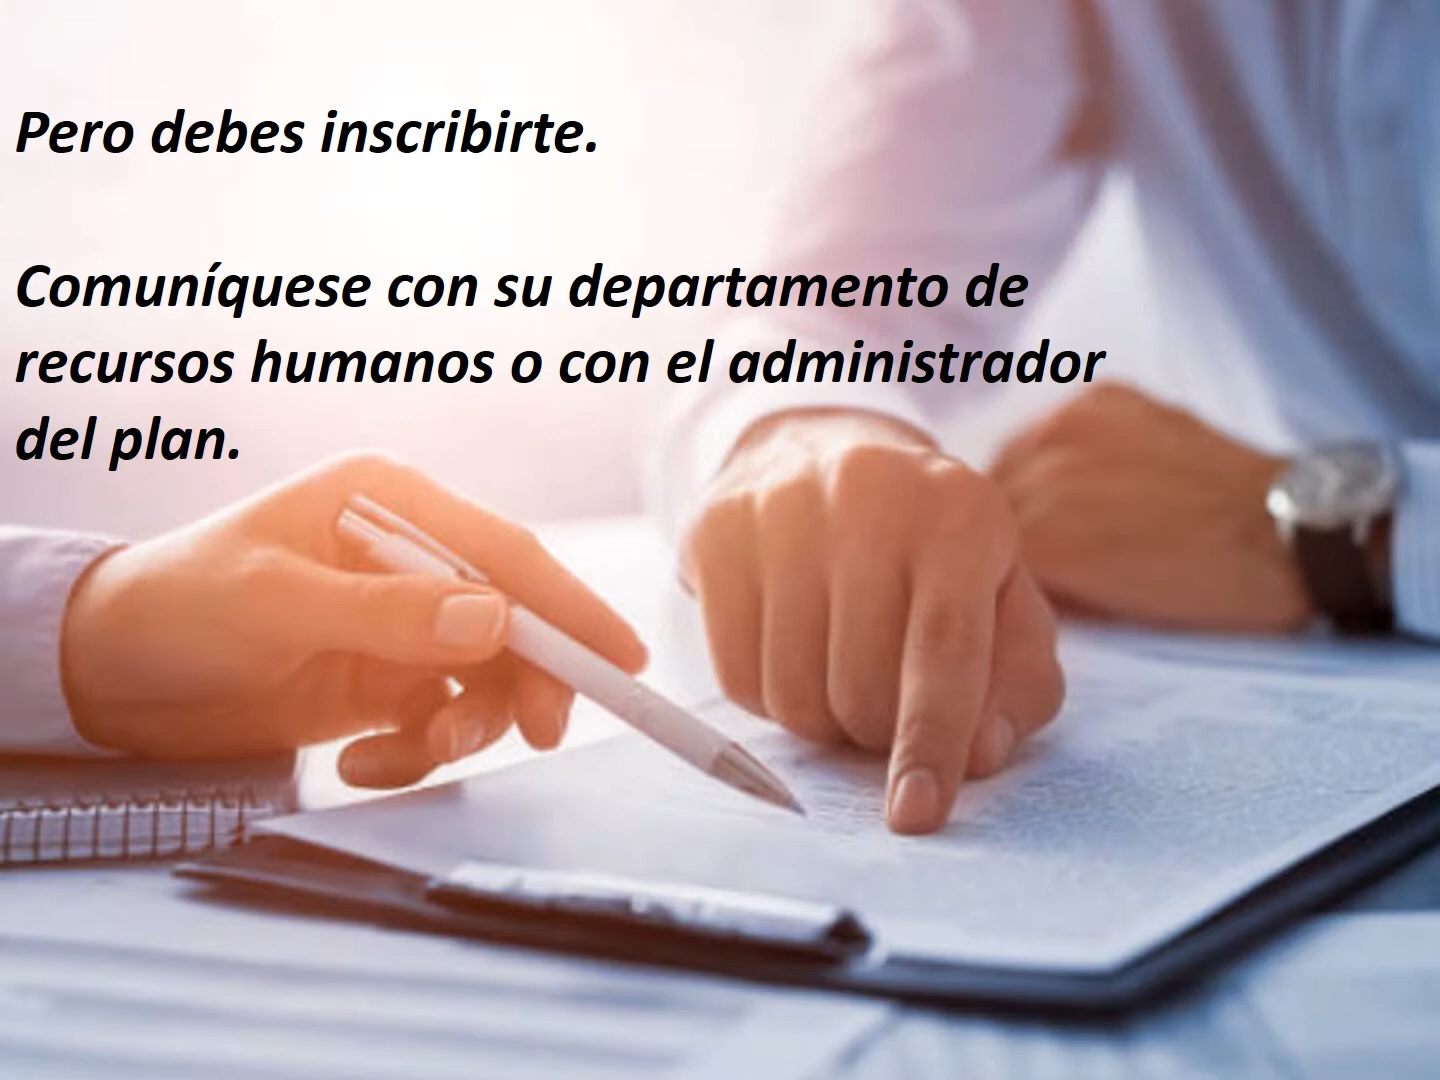 Pero debes inscribirte.
Comuníquese con su departamento de
recursos humanos o con el administrador
del plan.